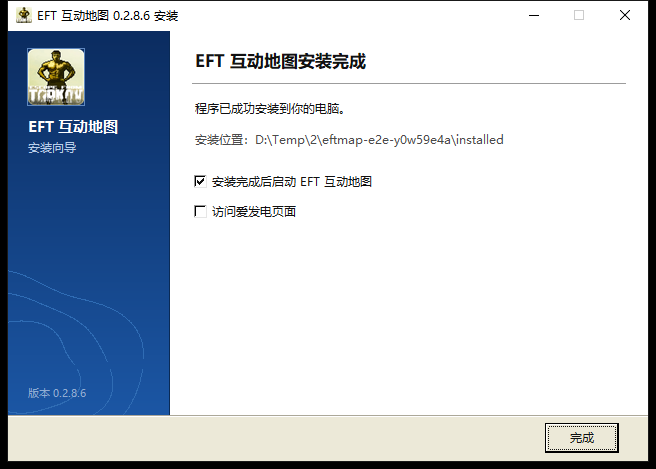 EFT 互动地图 0.2.8.6 安装
EFT 互动地图安装完成
程序已成功安装到你的电脑。
安装位置：D:\Temp\2\eftmap-e2e-y0w59e4a\installed
安装完成后启动 EFT 互动地图
访问爱发电页面
EFT 互动地图
安装向导
版本 0.2.8.6
完成